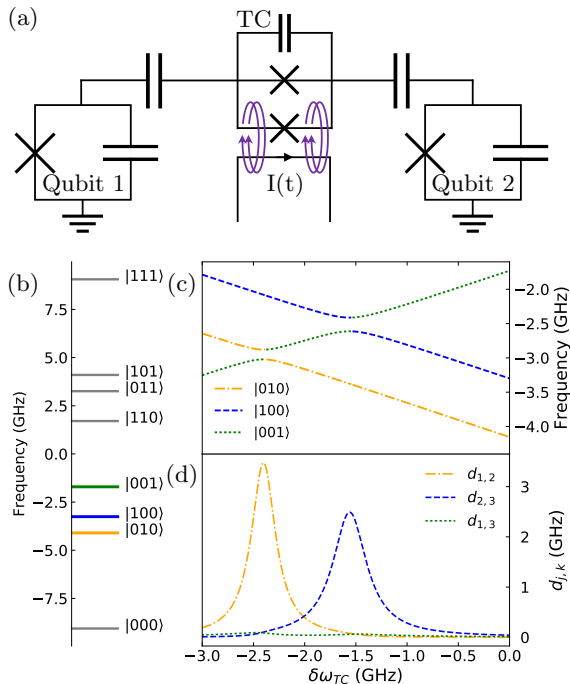 (a)
TC
Qubit 1
I(t)
Qubit 2
(b)
Frequency (GHz)
7.5
5.0
2.5
0.0
−2.5
−5.0
−7.5
|111⟩
|101⟩
|011⟩
|110⟩
|001⟩
|100⟩
|010⟩
|000⟩
(c)
|010⟩
|100⟩
|001⟩
−2.0
−2.5
−3.0
−3.5
−4.0
Frequency (GHz)
(d)
d1,2
d2,3
d1,3
3
2
1
0
dj,k (GHz)
−3.0 −2.5 −2.0 −1.5 −1.0 −0.5 0.0
δωTC (GHz)